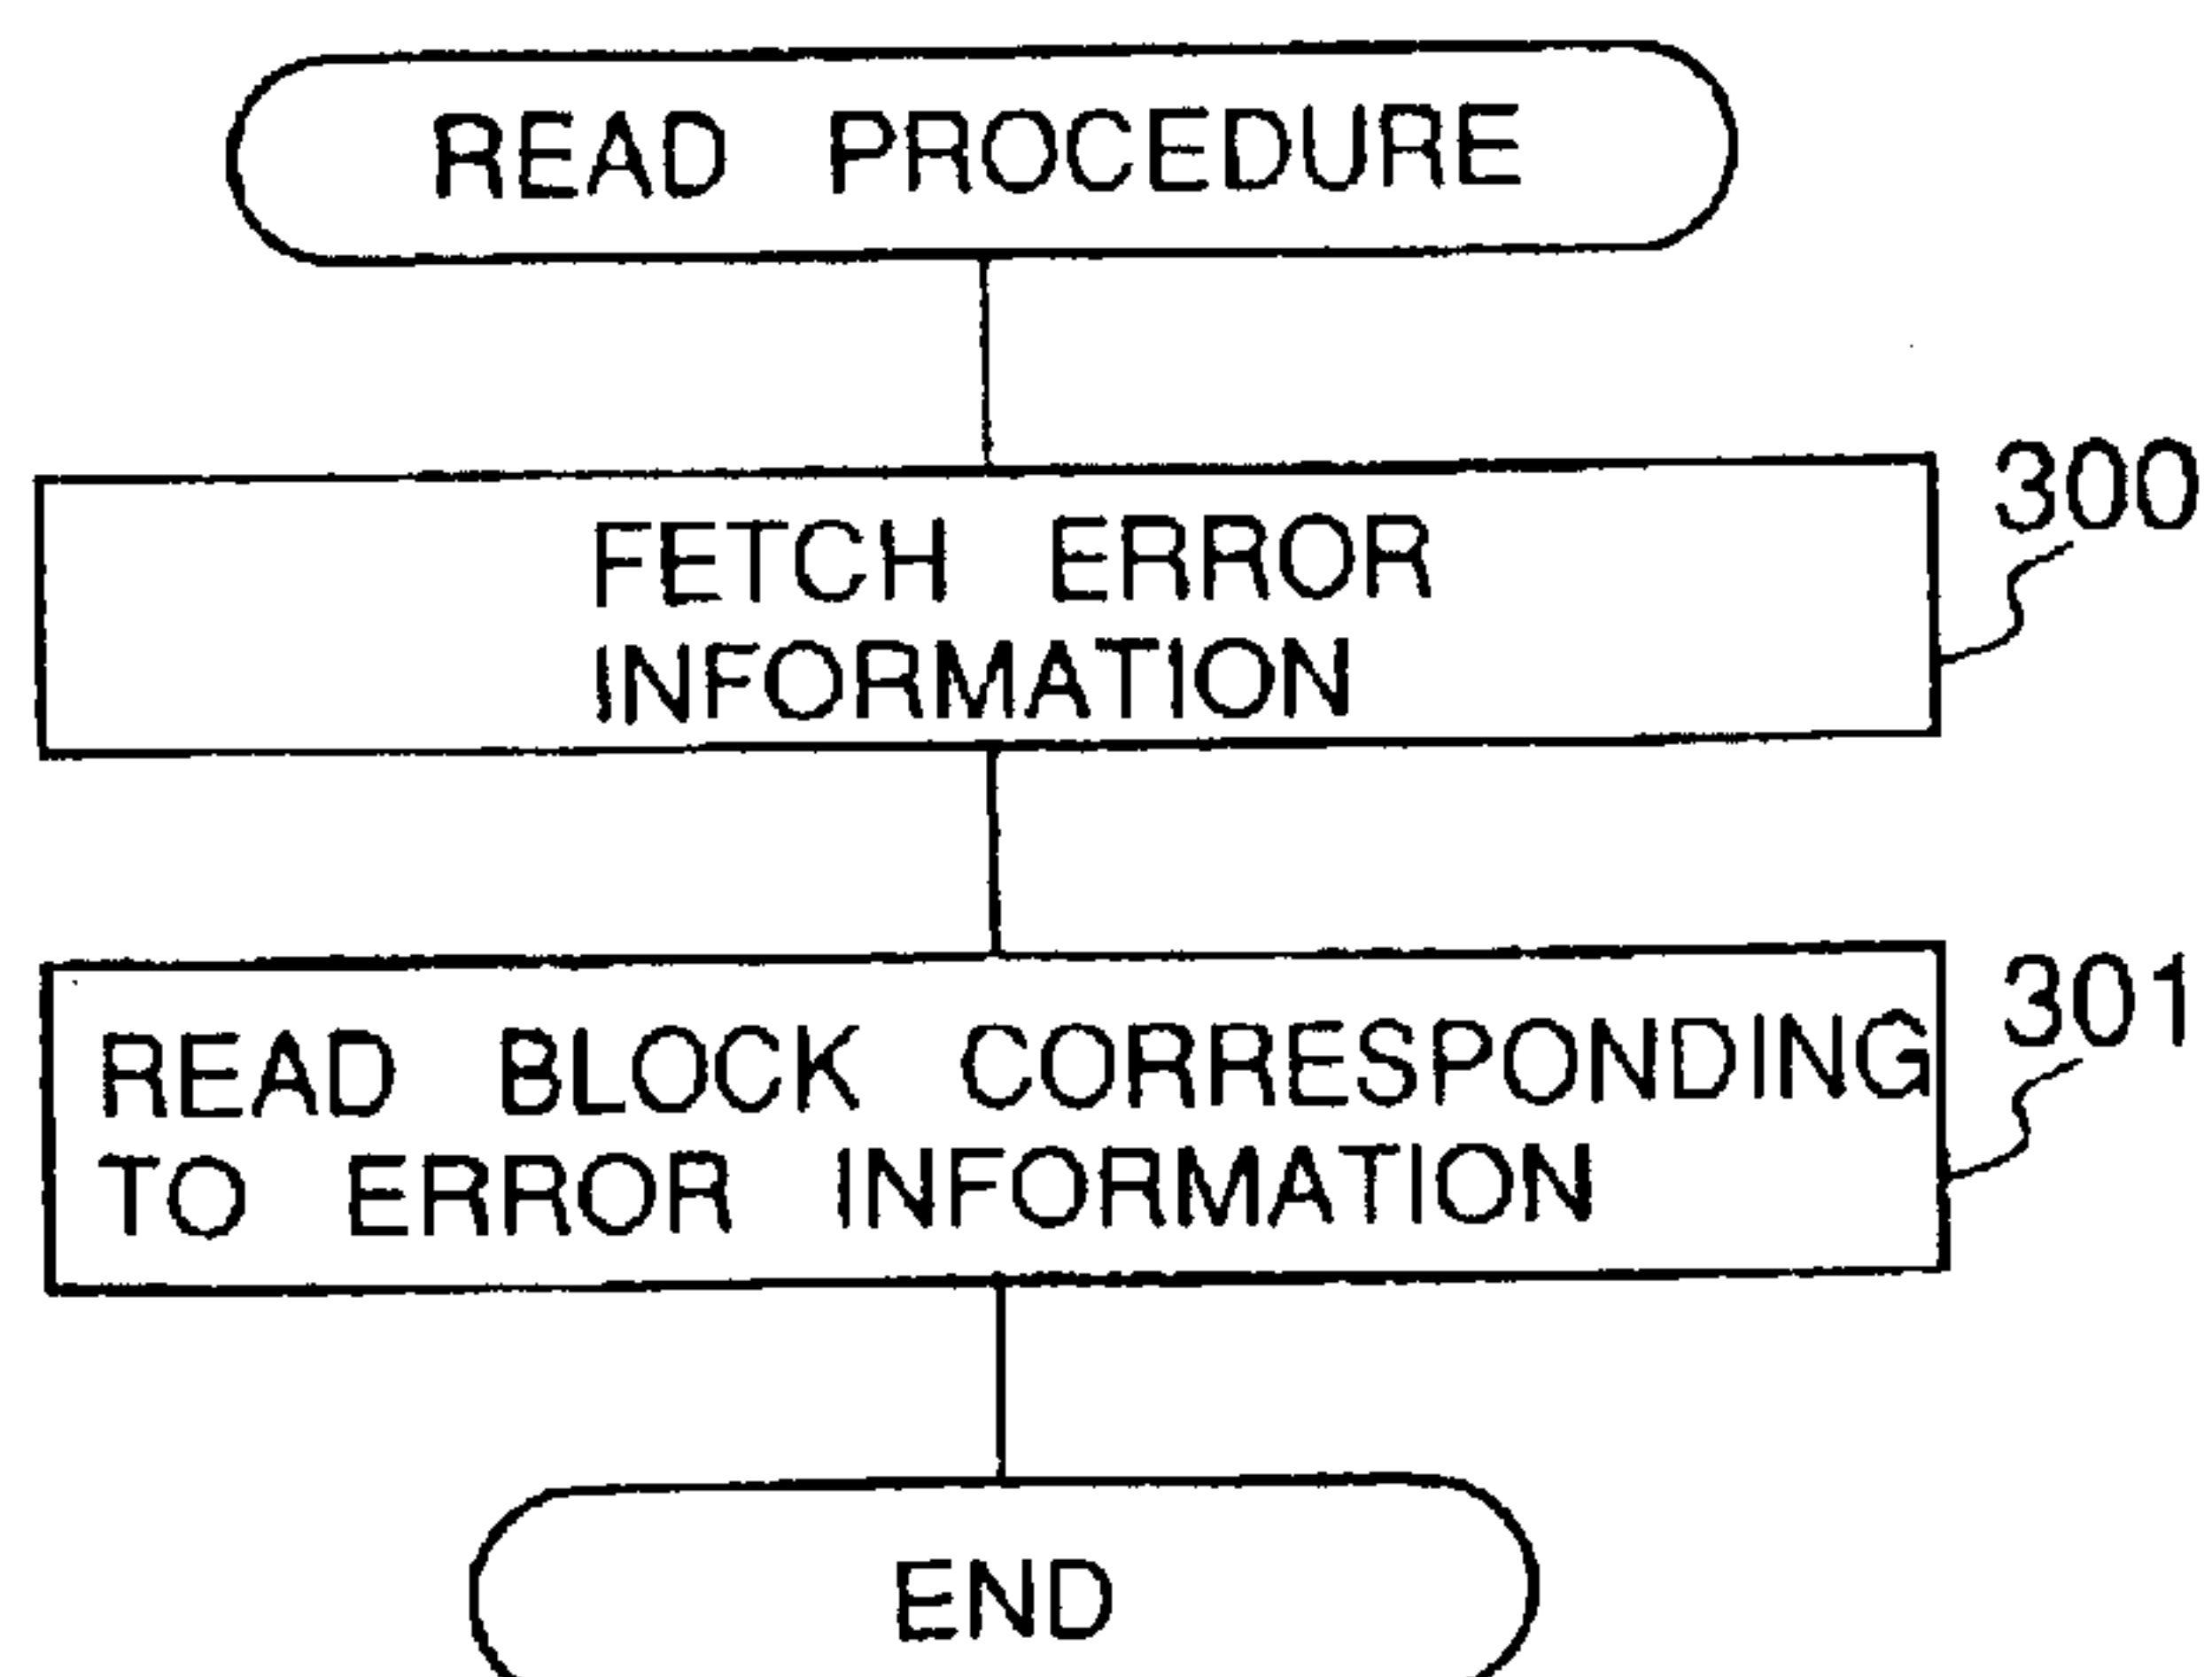 READ PROCEDURE
FETCH ERROR
INFORMATION
300
READ BLOCK CORRESPONDING
TO ERROR INFORMATION
301
END